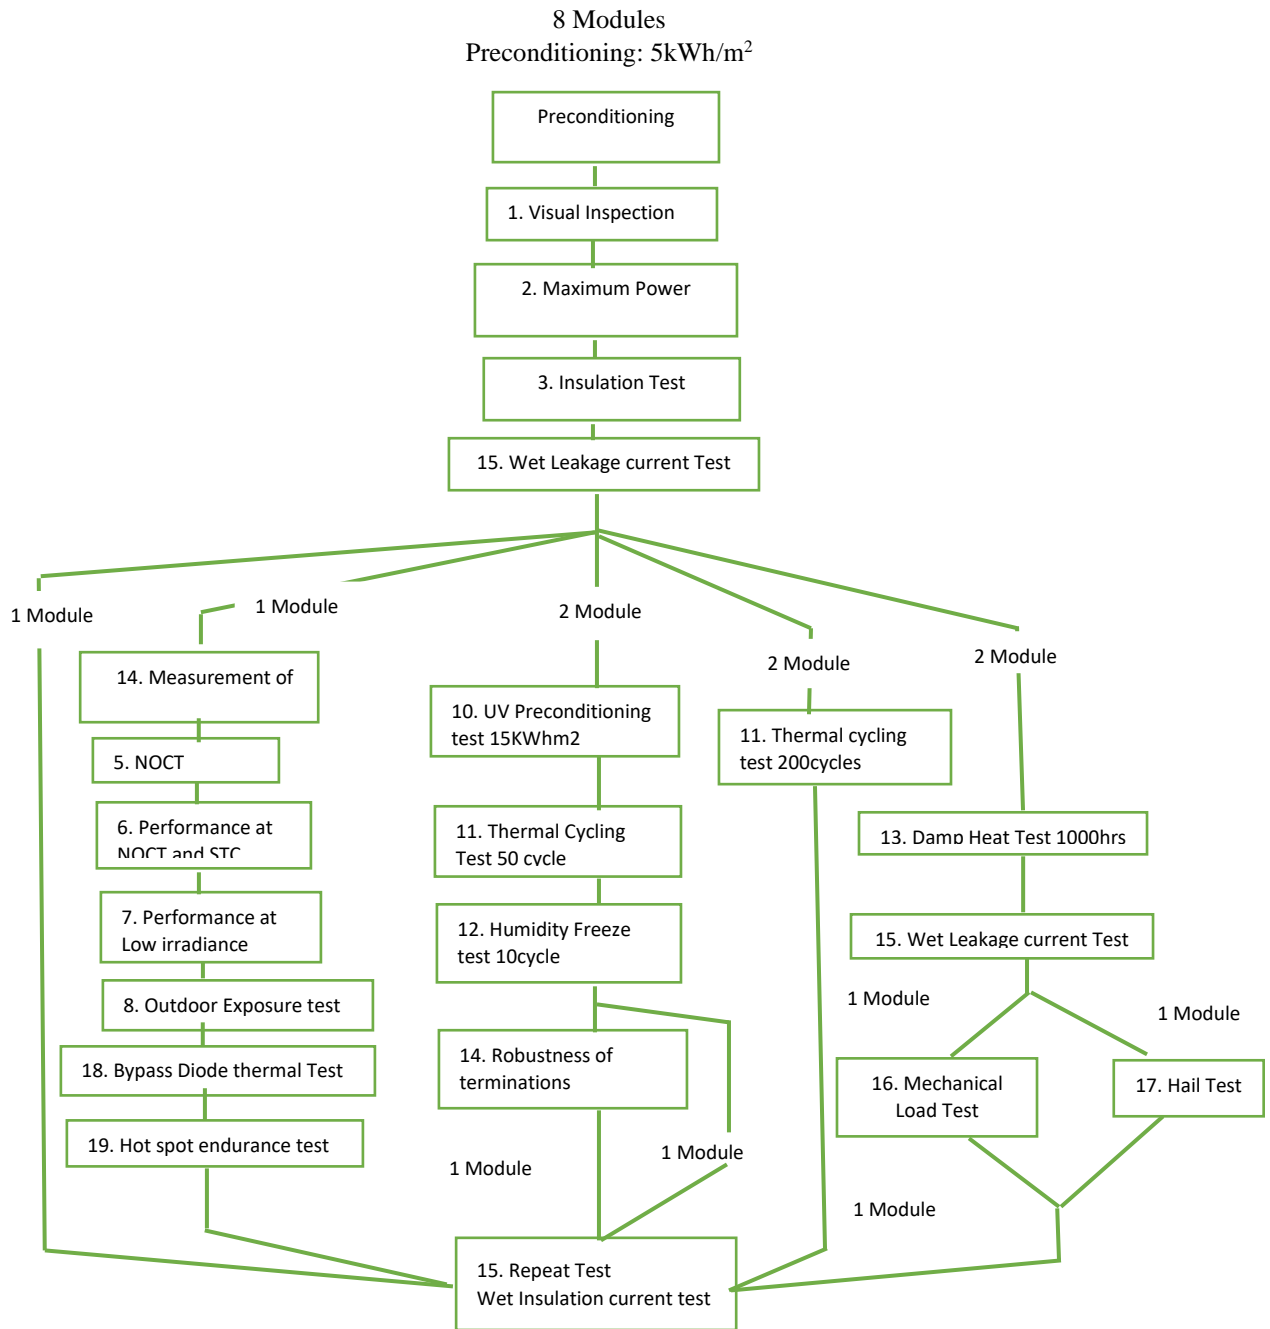 8 Modules
Preconditioning: 5kWh/m²
Preconditioning
1. Visual Inspection
2. Maximum Power
3. Insulation Test
15. Wet Leakage current Test
1 Module
1 Module
2 Module
2 Module
2 Module
14. Measurement of
5. NOCT
6. Performance at
NOCT and STC
7. Performance at
Low irradiance
8. Outdoor Exposure test
18. Bypass Diode thermal Test
19. Hot spot endurance test
10. UV Preconditioning
test 15KWhm2
11. Thermal Cycling
Test 50 cycle
12. Humidity Freeze
test 10cycle
14. Robustness of
terminations
1 Module
1 Module
11. Thermal cycling
test 200cycles
13. Damp Heat Test 1000hrs
15. Wet Leakage current Test
1 Module
1 Module
16. Mechanical
Load Test
17. Hail Test
1 Module
15. Repeat Test
Wet Insulation current test